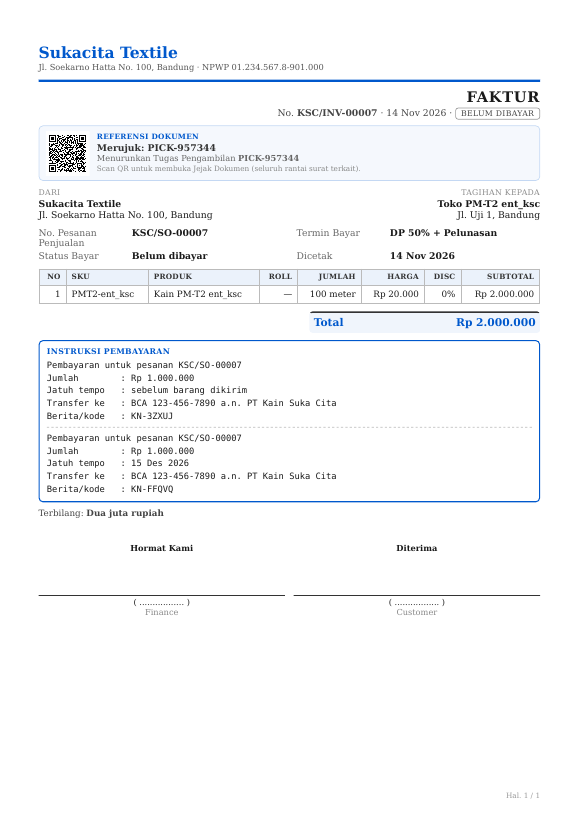 Sukacita Textile
Jl. Soekarno Hatta No. 100, Bandung · NPWP 01.234.567.8-901.000
FAKTUR
No. KSC/INV-00007 · 14 Nov 2026 · BELUM DIBAYAR
REFERENSI DOKUMEN
Merujuk: PICK-957344
Menurunkan Tugas Pengambilan PICK-957344
Scan QR untuk membuka Jejak Dokumen (seluruh rantai surat terkait).
DARI
Sukacita Textile
Jl. Soekarno Hatta No. 100, Bandung
TAGIHAN KEPADA
Toko PM-T2 ent_ksc
Jl. Uji 1, Bandung
No. Pesanan Penjualan KSC/SO-00007 Termin Bayar DP 50% + Pelunasan
Status Bayar Belum dibayar Dicetak 14 Nov 2026
NO SKU PRODUK ROLL JUMLAH HARGA DISC SUBTOTAL
1 PMT2-ent_ksc Kain PM-T2 ent_ksc — 100 meter Rp 20.000 0% Rp 2.000.000
Total Rp 2.000.000
INSTRUKSI PEMBAYARAN
Pembayaran untuk pesanan KSC/SO-00007
Jumlah : Rp 1.000.000
Jatuh tempo : sebelum barang dikirim
Transfer ke : BCA 123-456-7890 a.n. PT Kain Suka Cita
Berita/kode : KN-3ZXUJ
Pembayaran untuk pesanan KSC/SO-00007
Jumlah : Rp 1.000.000
Jatuh tempo : 15 Des 2026
Transfer ke : BCA 123-456-7890 a.n. PT Kain Suka Cita
Berita/kode : KN-FFQVQ
Terbilang: Dua juta rupiah
Hormat Kami Diterima
( ................ ) ( ................ )
Finance Customer
Hal. 1 / 1